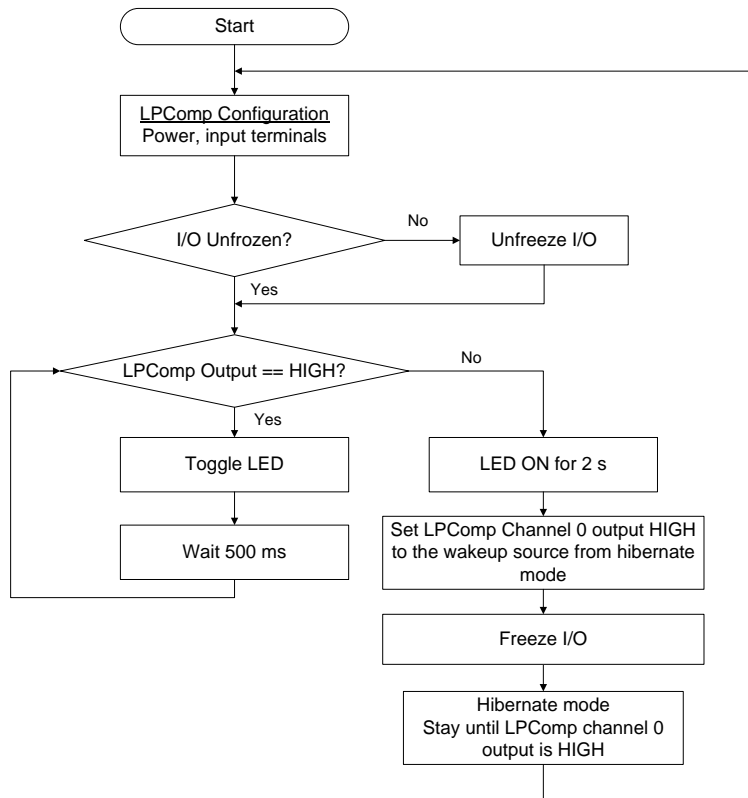 Start
LPComp Configuration
Power, input terminals
I/O Unfrozen?
No
Unfreeze I/O
Yes
LPComp Output == HIGH?
No
Yes
Toggle LED
LED ON for 2 s
Wait 500 ms
Set LPComp Channel 0 output HIGH
to the wakeup source from hibernate
mode
Freeze I/O
Hibernate mode
Stay until LPComp channel 0
output is HIGH